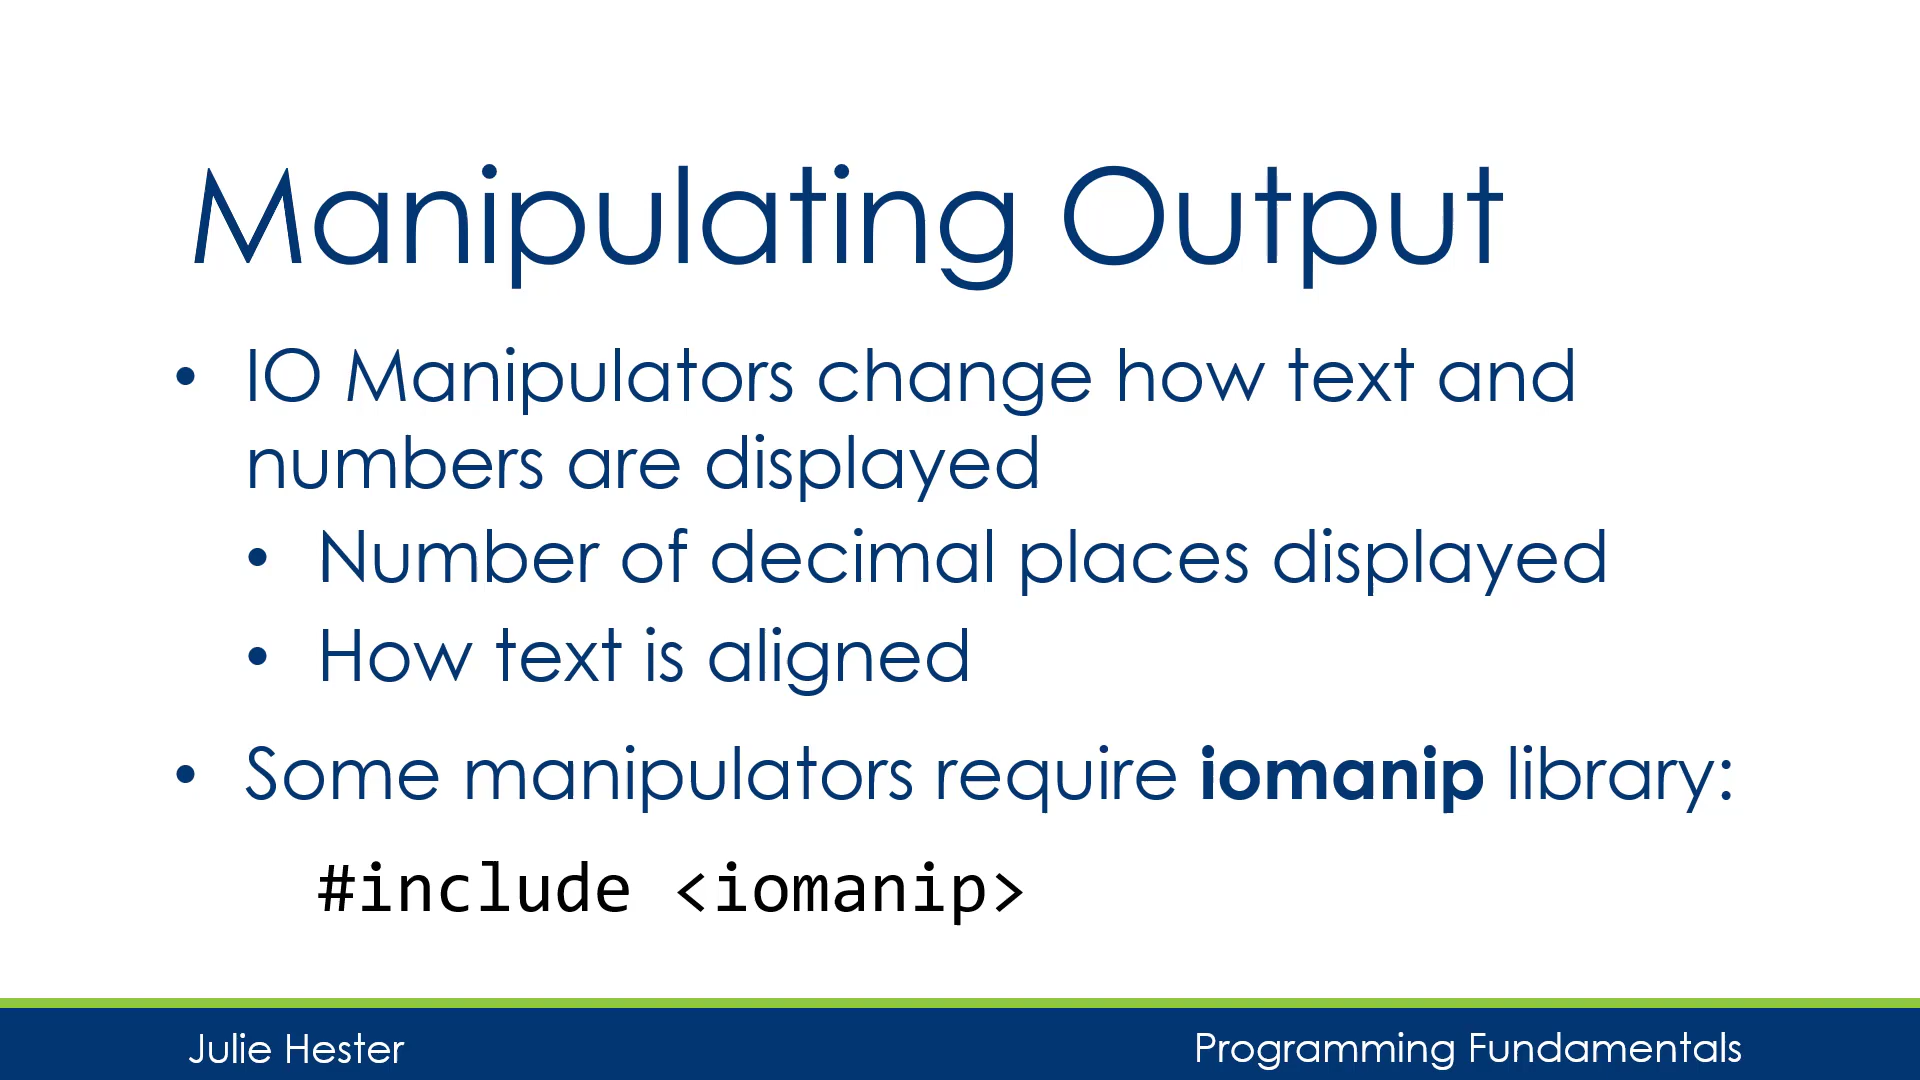 Manipulating Output
• IO Manipulators change how text and
numbers are displayed
• Number of decimal places displayed
• How text is aligned
• Some manipulators require iomanip library:
#include <iomanip>
Julie Hester
Programming Fundamentals